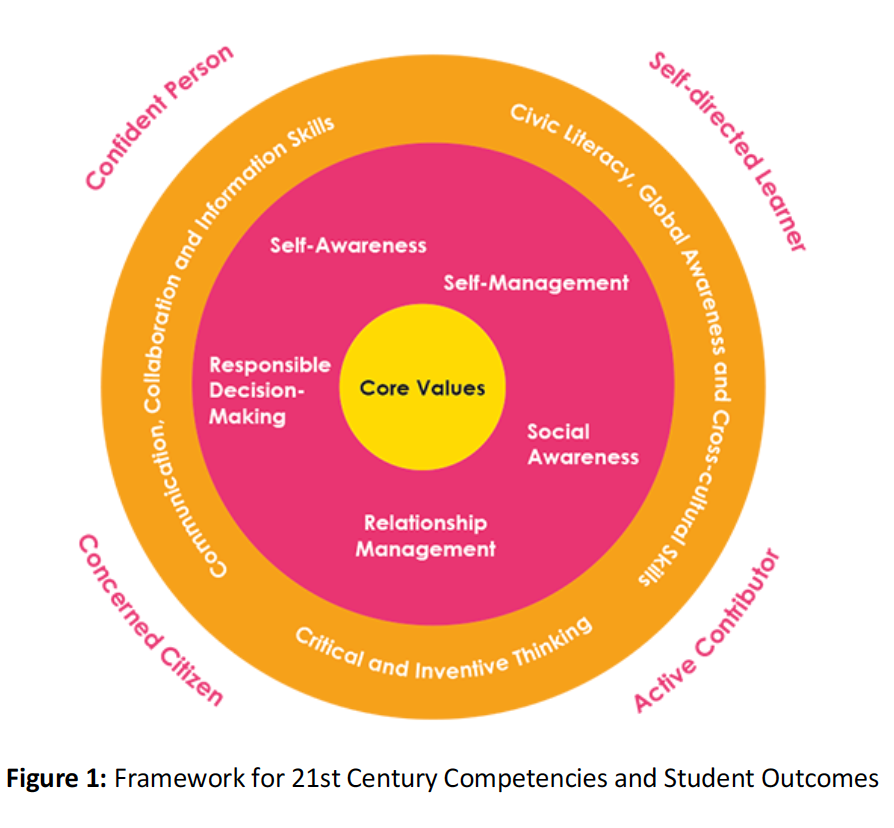 Confident Person
Self-directed Learner
Communication, Collaboration and Information Skills
Civic Literacy, Global Awareness and Cross-cultural Skills
Self-Awareness
Self-Management
Responsible
Decision-
Making
Core Values
Social
Awareness
Relationship
Management
Critical and Inventive Thinking
Concerned Citizen
Active Contributor
Figure 1: Framework for 21st Century Competencies and Student Outcomes